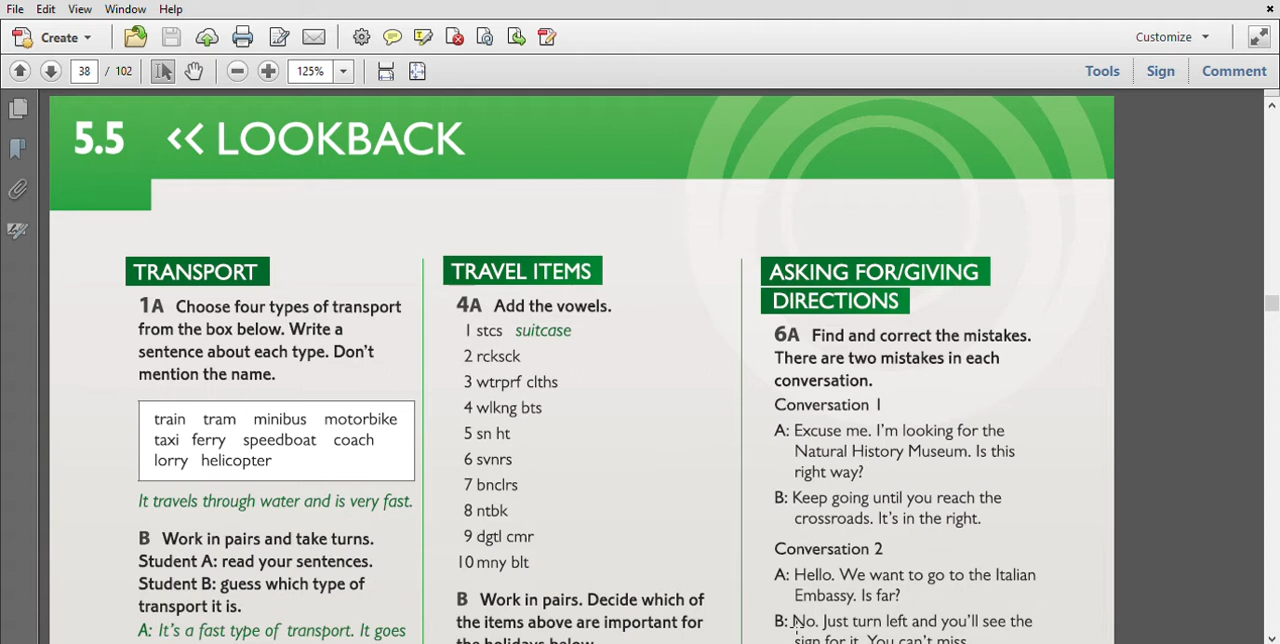 File Edit View Window Help
Create
Customize
38 / 102
125%
Tools Sign Comment
5.5 << LOOKBACK
TRANSPORT
1A Choose four types of transport
from the box below. Write a
sentence about each type. Don't
mention the name.
train tram minibus motorbike
taxi ferry speedboat coach
lorry helicopter
It travels through water and is very fast.
B Work in pairs and take turns.
Student A: read your sentences.
Student B: guess which type of
transport it is.
A: It's a fast type of transport. It goes
TRAVEL ITEMS
4A Add the vowels.
1 stcs suitcase
2 rcksck
3 wtrprf clths
4 wlkng bts
5 sn ht
6 svnrs
7 bnclrs
8 ntbk
9 dgtl cmr
10 mny blt
B Work in pairs. Decide which of
the items above are important for
the holidays below.
ASKING FOR/GIVING
DIRECTIONS
6A Find and correct the mistakes.
There are two mistakes in each
conversation.
Conversation 1
A: Excuse me. I'm looking for the
Natural History Museum. Is this
right way?
B: Keep going until you reach the
crossroads. It's in the right.
Conversation 2
A: Hello. We want to go to the Italian
Embassy. Is far?
B: No. Just turn left and you'll see the
sign for it. You can't miss